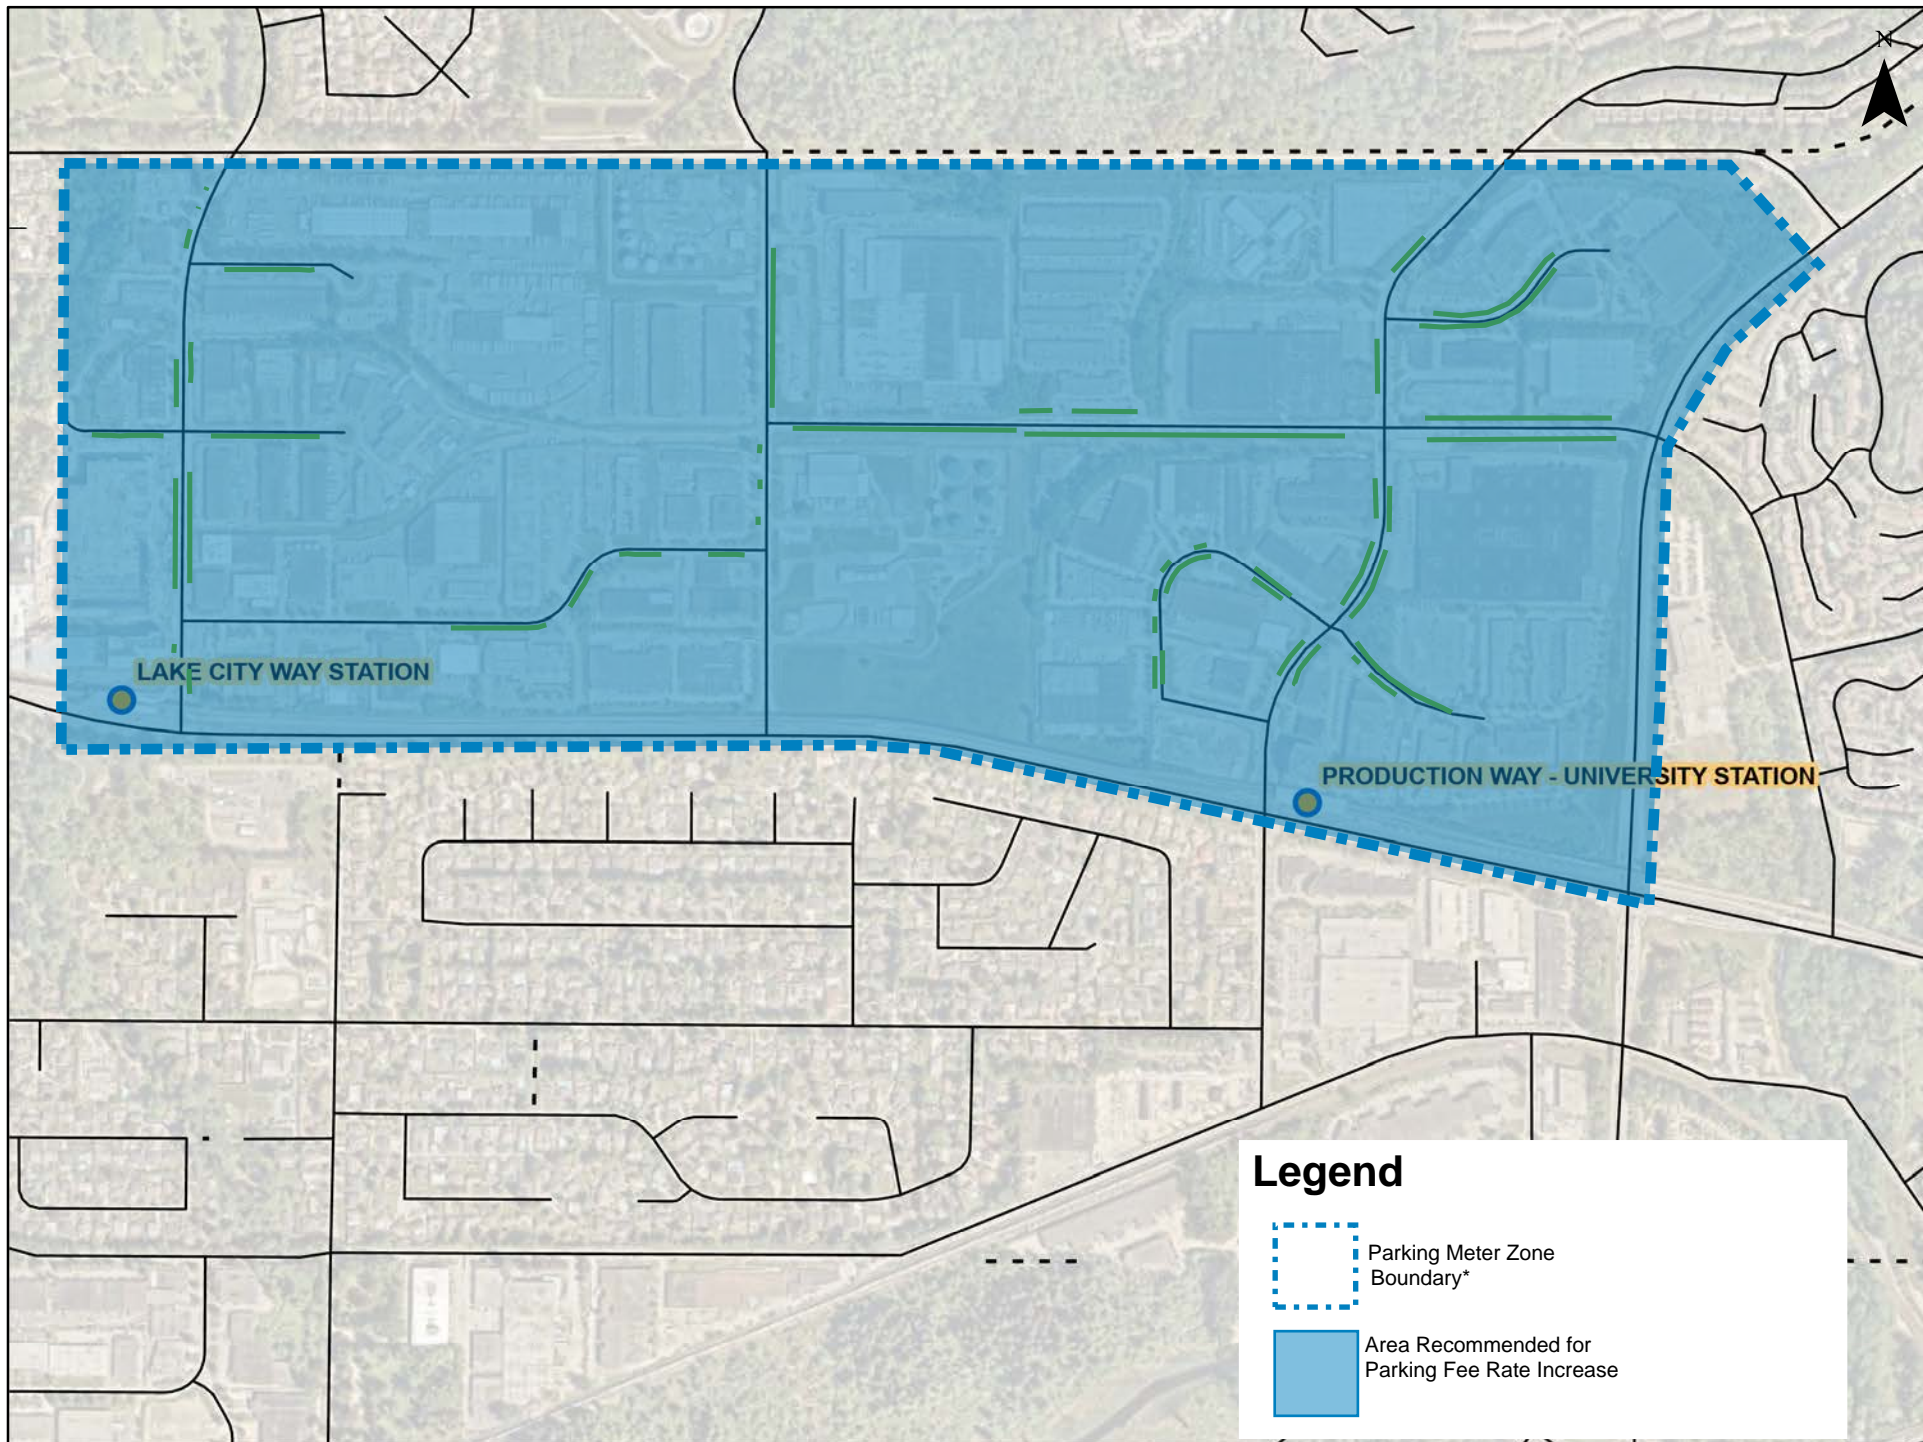 N
LAKE CITY WAY STATION
PRODUCTION WAY - UNIVERSITY STATION
Legend
Parking Meter Zone
Boundary*
Area Recommended for
Parking Fee Rate Increase